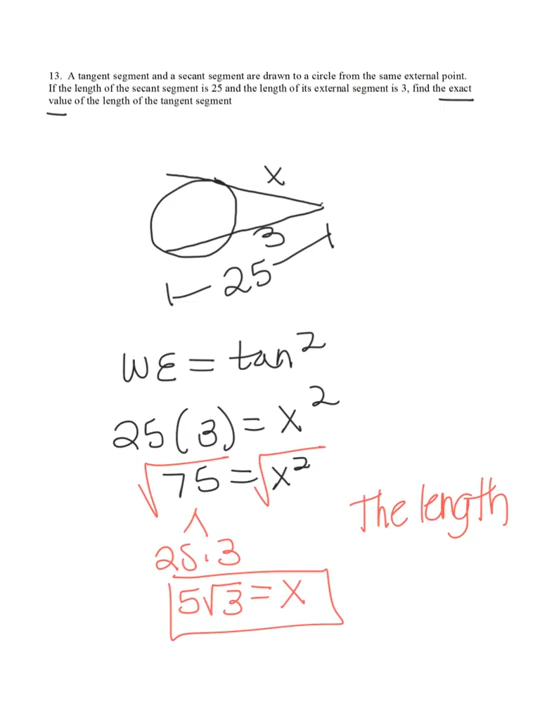 13. A tangent segment and a secant segment are drawn to a circle from the same external point.
If the length of the secant segment is 25 and the length of its external segment is 3, find the exact
value of the length of the tangent segment
x
3
25
WE = tan²
25(3) = x²
√75 = √x²
The length
25·3
5√3 = x